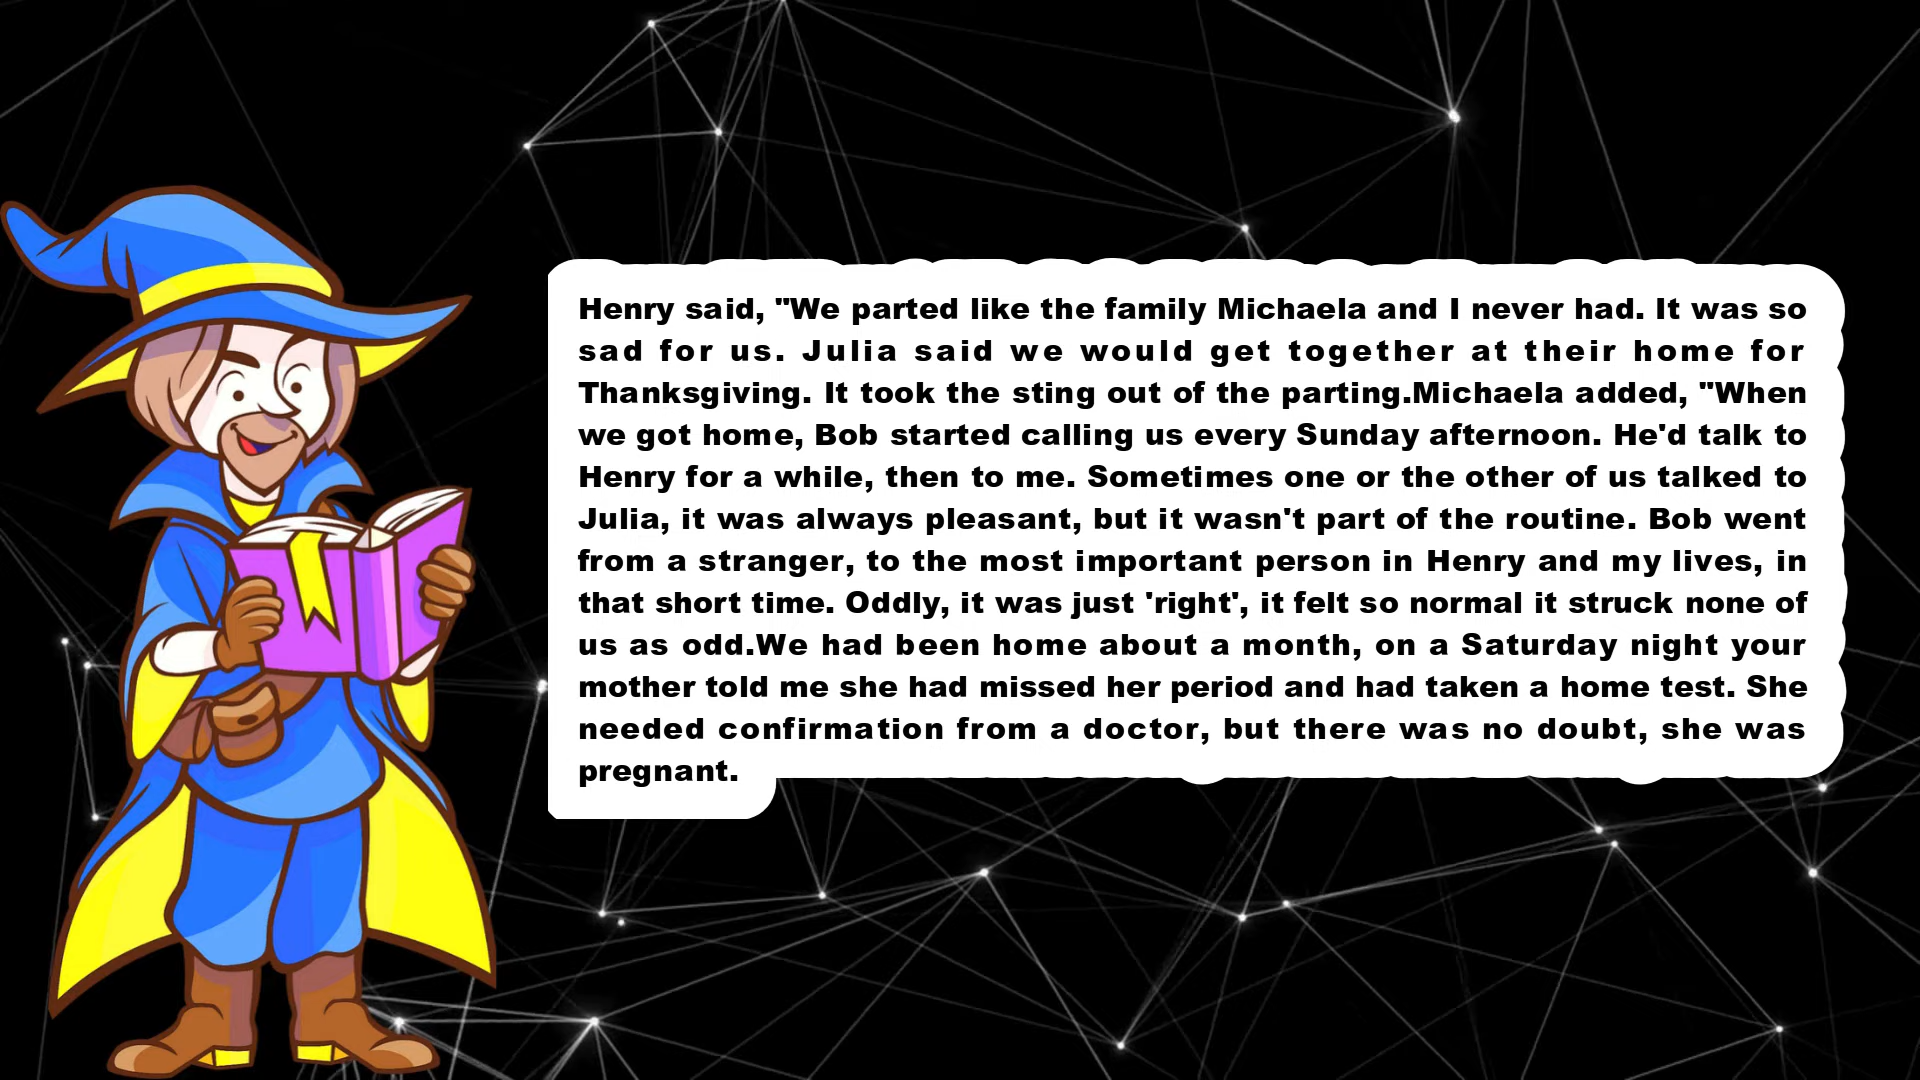 Henry said, "We parted like the family Michaela and I never had. It was so
sad for us. Julia said we would get together at their home for
Thanksgiving. It took the sting out of the parting.Michaela added, "When
we got home, Bob started calling us every Sunday afternoon. He'd talk to
Henry for a while, then to me. Sometimes one or the other of us talked to
Julia, it was always pleasant, but it wasn't part of the routine. Bob went
from a stranger, to the most important person in Henry and my lives, in
that short time. Oddly, it was just 'right', it felt so normal it struck none of
us as odd.We had been home about a month, on a Saturday night your
mother told me she had missed her period and had taken a home test. She
needed confirmation from a doctor, but there was no doubt, she was
pregnant.